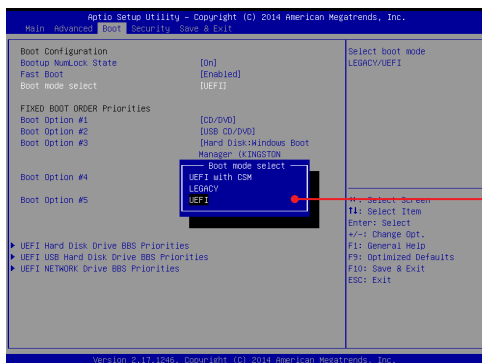 Aptio Setup Utility – Copyright (C) 2014 American Megatrends, Inc.
Main Advanced Boot Security Save & Exit
Boot Configuration
Bootup NumLock State [On]
Fast Boot [Enabled]
Boot mode select [UEFI]
FIXED BOOT ORDER Priorities
Boot Option #1 [CD/DVD]
Boot Option #2 [USB CD/DVD]
Boot Option #3 [Hard Disk:Windows Boot
Manager (KINGSTON
Boot mode select
UEFI with CSM
LEGACY
UEFI
Boot Option #4
Boot Option #5
UEFI Hard Disk Drive BBS Priorities
UEFI USB Hard Disk Drive BBS Priorities
UEFI NETWORK Drive BBS Priorities
Select boot mode
LEGACY/UEFI
Select Screen
↑↓: Select Item
Enter: Select
+/-: Change Opt.
F1: General Help
F9: Optimized Defaults
F10: Save & Exit
ESC: Exit
Version 2.17.1246. Copyright (C) 2014 American Megatrends, Inc.